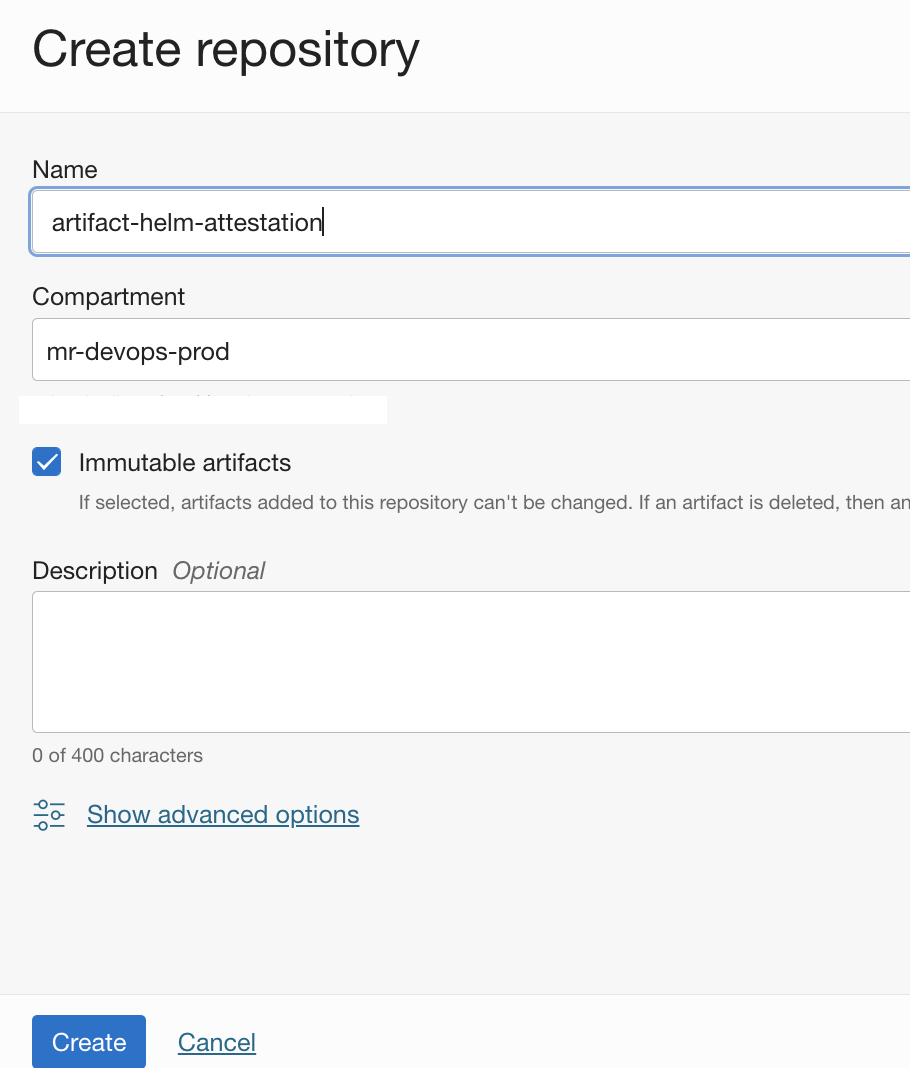 Create repository
Name
artifact-helm-attestation
Compartment
mr-devops-prod
Immutable artifacts
If selected, artifacts added to this repository can't be changed. If an artifact is deleted, then an
Description Optional
0 of 400 characters
Show advanced options
Create Cancel